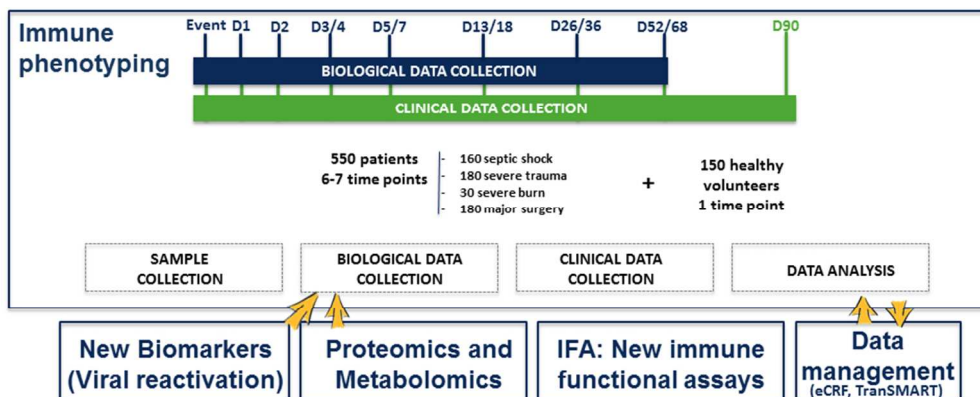 Immune
phenotyping
Event D1 D2 D3/4 D5/7 D13/18 D26/36 D52/68 D90
BIOLOGICAL DATA COLLECTION
CLINICAL DATA COLLECTION
550 patients
6-7 time points
- 160 septic shock
- 180 severe trauma
- 30 severe burn
- 180 major surgery
+
150 healthy
volunteers
1 time point
SAMPLE
COLLECTION
BIOLOGICAL DATA
COLLECTION
CLINICAL DATA
COLLECTION
DATA ANALYSIS
New Biomarkers
(Viral reactivation)
Proteomics and
Metabolomics
IFA: New immune
functional assays
Data
management
(eCRF, TranSMART)